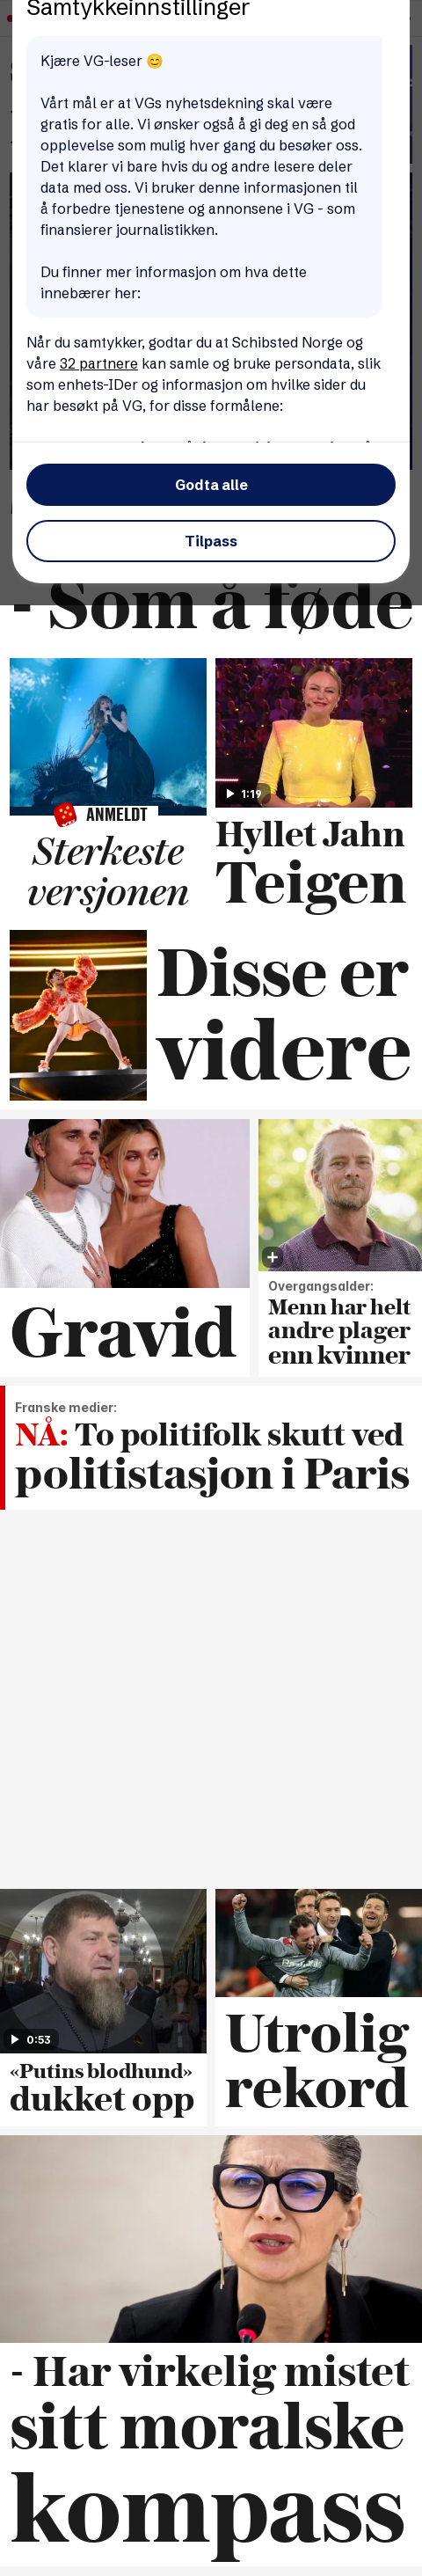 Samtykkeinnstillinger
Kjære VG-leser 😊
Vårt mål er at VGs nyhetsdekning skal være
gratis for alle. Vi ønsker også å gi deg en så god
opplevelse som mulig hver gang du besøker oss.
Det klarer vi bare hvis du og andre lesere deler
data med oss. Vi bruker denne informasjonen til
å forbedre tjenestene og annonsene i VG - som
finansierer journalistikken.
Du finner mer informasjon om hva dette
innebærer her:
Når du samtykker, godtar du at Schibsted Norge og
våre 32 partnere kan samle og bruke persondata, slik
som enhets-IDer og informasjon om hvilke sider du
har besøkt på VG, for disse formålene:
Godta alle
Tilpass
- Som å føde
ANMELDT
Sterkeste
versjonen
1:19
Hyllet Jahn
Teigen
Disse er
videre
Gravid
Overgangsalder:
Menn har helt
andre plager
enn kvinner
Franske medier:
NÅ: To politifolk skutt ved
politistasjon i Paris
0:53
«Putins blodhund»
dukket opp
Utrolig
rekord
- Har virkelig mistet
sitt moralske
kompass